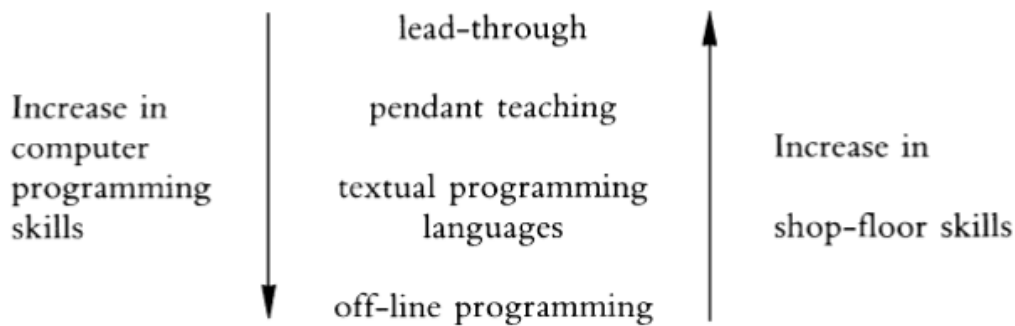 lead-through
Increase in
computer
programming
skills
pendant teaching
textual programming
languages
off-line programming
Increase in
shop-floor skills